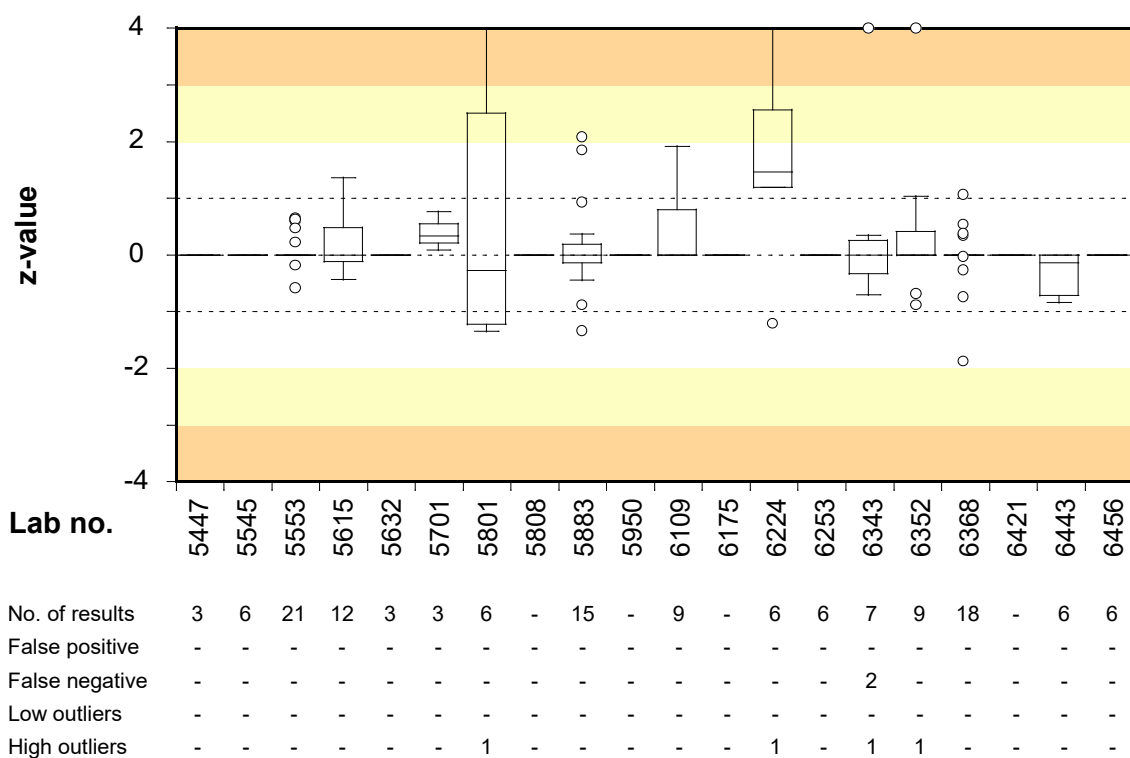 4
2
0
-2
-4
z-value
Lab no. 5447 5545 5553 5615 5632 5701 5801 5808 5883 5950 6109 6175 6224 6253 6343 6352 6368 6421 6443 6456
No. of results 3 6 21 12 3 3 6 - 15 - 9 - 6 6 7 9 18 - 6 6
False positive - - - - - - - - - - - - - - - - - - - -
False negative - - - - - - - - - - - - - - 2 - - - - -
Low outliers - - - - - - - - - - - - - - - - - - - -
High outliers - - - - - - 1 - - - - - 1 - 1 1 - - - -